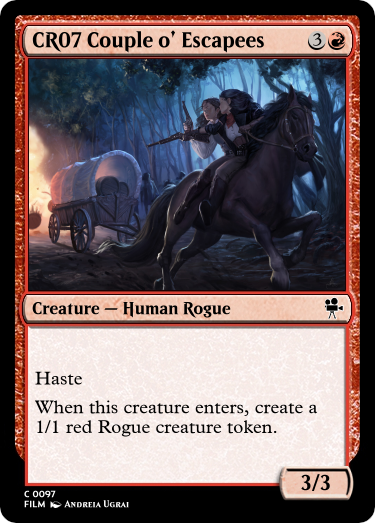 CR07 Couple o' Escapees 3
Creature — Human Rogue
Haste
When this creature enters, create a
1/1 red Rogue creature token.
3/3
C 0097
FILM Andreia Ugrai